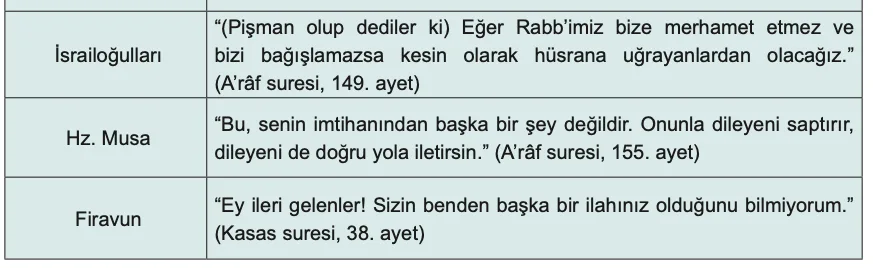 İsrailoğulları
“(Pişman olup dediler ki) Eğer Rabb’imiz bize merhamet etmez ve
bizi bağışlamazsa kesin olarak hüsrana uğrayanlardan olacağız.”
(A’râf suresi, 149. ayet)
Hz. Musa
“Bu, senin imtihanından başka bir şey değildir. Onunla dileyeni saptırır,
dileyeni de doğru yola iletirsin.” (A’râf suresi, 155. ayet)
Firavun
“Ey ileri gelenler! Sizin benden başka bir ilahınız olduğunu bilmiyorum.”
(Kasas suresi, 38. ayet)